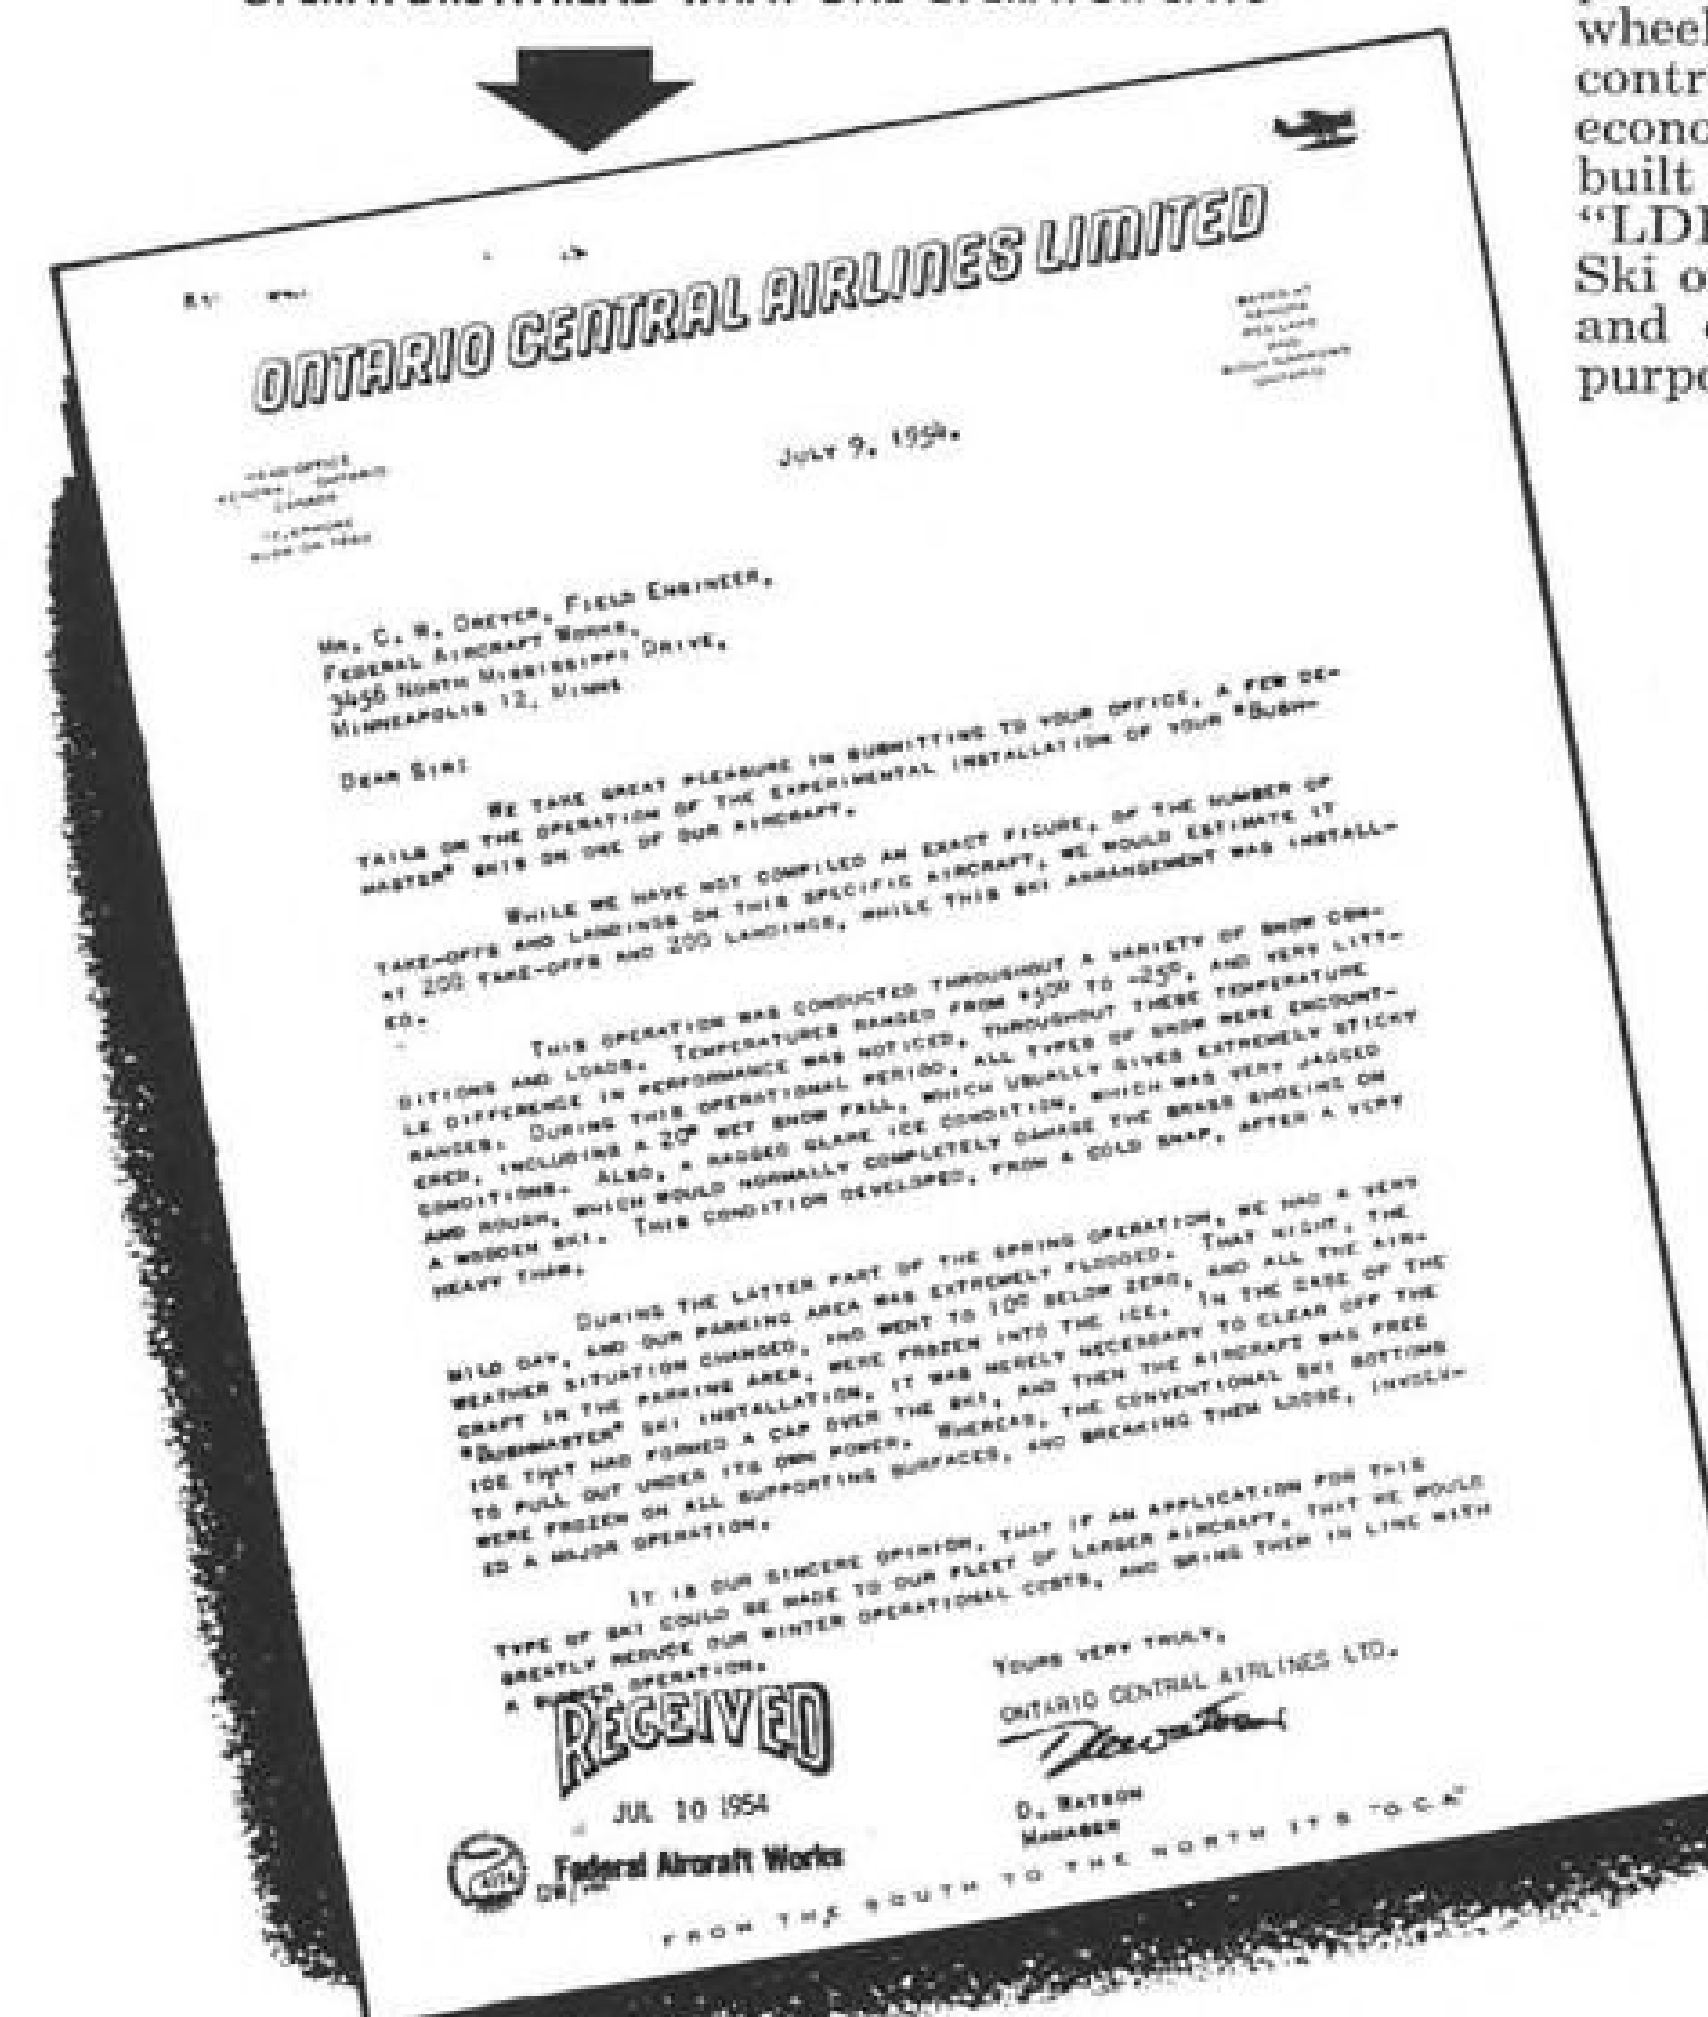 wheel
contr
econo
built
"LD
Ski o
and
purpo
ONTARIO CENTRAL AIRLINES LIMITED
BASED AT
KENORA
RED LAKE
AND
ONTARIO
JULY 9, 1954.
HEAD OFFICE
KENORA, ONTARIO
CANADA
TELEPHONE
MR. C. R. DREYER, FIELD ENGINEER,
FEDERAL AIRCRAFT WORKS,
3456 NORTH MISSISSIPPI DRIVE,
MINNEAPOLIS 12, MINNS
DEAR SIR:
WE TAKE GREAT PLEASURE IN SUBMITTING TO YOUR OFFICE, A FEW DE-
TAILS ON THE OPERATION OF THE EXPERIMENTAL INSTALLATION OF YOUR "BUSH-
MASTER" SKIS ON ONE OF OUR AIRCRAFT.
WHILE WE HAVE NOT COMPILED AN EXACT FIGURE, OF THE NUMBER OF
TAKE-OFFS AND LANDINGS ON THIS SPECIFIC AIRCRAFT, WE WOULD ESTIMATE IT
AT 200 TAKE-OFFS AND 200 LANDINGS, WHILE THIS SKI ARRANGEMENT WAS INSTALL-
ED.
THIS OPERATION WAS CONDUCTED THROUGHOUT A VARIETY OF SNOW CON-
DITIONS AND LOADS. TEMPERATURES RANGED FROM TO -25°, AND VERY LITT-
LE DIFFERENCE IN PERFORMANCE WAS NOTICED, THROUGHOUT THESE TEMPERATURE
RANGES. DURING THIS OPERATIONAL PERIOD, ALL TYPES OF SNOW WERE ENCOUNT-
ERED, INCLUDING A 20" WET SNOW FALL, WHICH USUALLY GIVES EXTREMELY STICKY
CONDITIONS. ALSO, A RAGGED GLARE ICE CONDITION, WHICH WAS VERY JAGGED
AND ROUGH, WHICH WOULD NORMALLY COMPLETELY DAMAGE THE BRASS SHOEING ON
A WOODEN SKI. THIS CONDITION DEVELOPED, FROM A COLD SNAP, AFTER A VERY
HEAVY THAW.
DURING THE LATTER PART OF THE SPRING OPERATION, WE HAD A VERY
MILD DAY, AND OUR PARKING AREA WAS EXTREMELY FLOODED. THAT NIGHT, THE
WEATHER SITUATION CHANGED, AND WENT TO 10° BELOW ZERO, AND ALL THE AIR-
CRAFT IN THE PARKING AREA, WERE FROZEN INTO THE ICE. IN THE CASE OF THE
"BUSHMASTER" SKI INSTALLATION, IT WAS MERELY NECESSARY TO CLEAR OFF THE
ICE THAT HAD FORMED A CAP OVER THE SKI, AND THEN THE AIRCRAFT WAS FREE
TO PULL OUT UNDER ITS OWN POWER. WHEREAS, THE CONVENTIONAL SKI BOTTOMS
WERE FROZEN ON ALL SUPPORTING SURFACES, AND BREAKING THEM LOOSE, INVOLV-
ED A MAJOR OPERATION.
IT IS OUR SINCERE OPINION, THAT IF AN APPLICATION FOR THIS
TYPE OF SKI COULD BE MADE TO OUR FLEET OF LARGER AIRCRAFT, THAT WE WOULD
GREATLY REDUCE OUR WINTER OPERATIONAL COSTS, AND BRING THEM IN LINE WITH
A SUMMER OPERATION.
YOURS VERY TRULY,
ONTARIO CENTRAL AIRLINES LTD.
RECEIVED
JUL 10 1954
Federal Aircraft Works
D. WATSON
MANAGER
FROM THE SOUTH TO THE NORTH ITS "O.C.A."